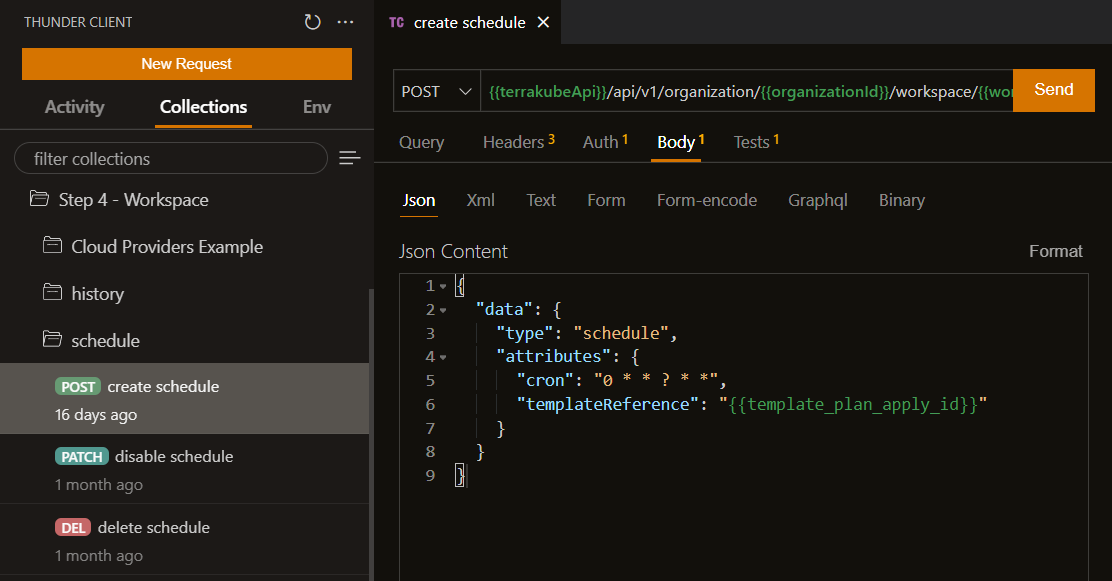 THUNDER CLIENT
New Request
Activity Collections Env
filter collections
Step 4 - Workspace
Cloud Providers Example
history
schedule
POST create schedule
16 days ago
PATCH disable schedule
1 month ago
DEL delete schedule
1 month ago
TC create schedule
POST {{terrakubeApi}}/api/v1/organization/{{organizationId}}/workspace/{{wor Send
Query Headers 3 Auth 1 Body 1 Tests 1
Json Xml Text Form Form-encode Graphql Binary
Json Content Format
1 {
2 "data": {
3 "type": "schedule",
4 "attributes": {
5 "cron": "0 * * ? * *",
6 "templateReference": "{{template_plan_apply_id}}"
7 }
8 }
9 }